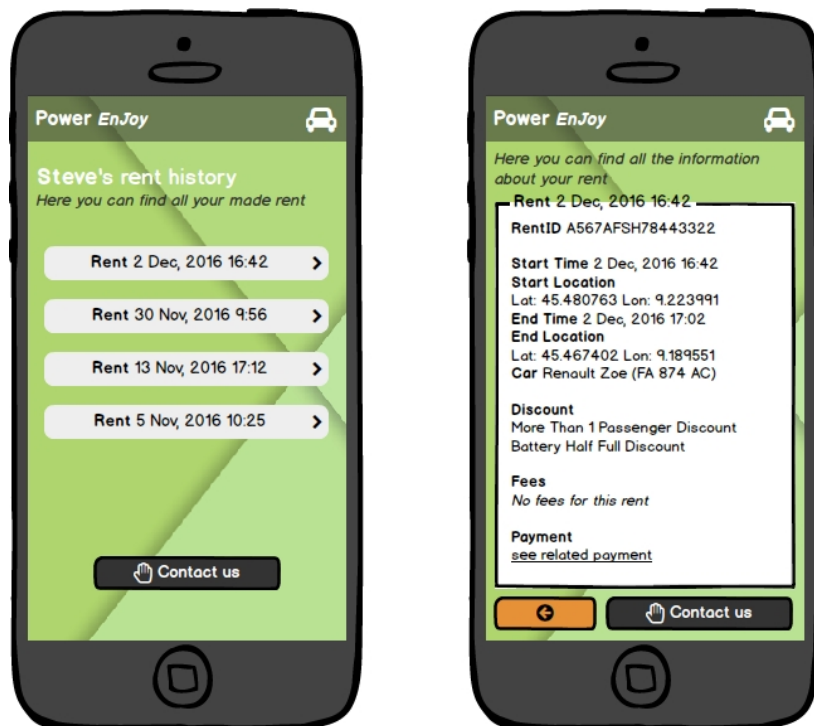 Power EnJoy
Steve's rent history
Here you can find all your made rent
Rent 2 Dec, 2016 16:42
Rent 30 Nov, 2016 9:56
Rent 13 Nov, 2016 17:12
Rent 5 Nov, 2016 10:25
Contact us
Power EnJoy
Here you can find all the information
about your rent
Rent 2 Dec, 2016 16:42
RentID A567AFSH78443322
Start Time 2 Dec, 2016 16:42
Start Location
Lat: 45.480763 Lon: 9.223991
End Time 2 Dec, 2016 17:02
End Location
Lat: 45.467402 Lon: 9.189551
Car Renault Zoe (FA 874 AC)
Discount
More Than 1 Passenger Discount
Battery Half Full Discount
Fees
No fees for this rent
Payment
see related payment
Contact us